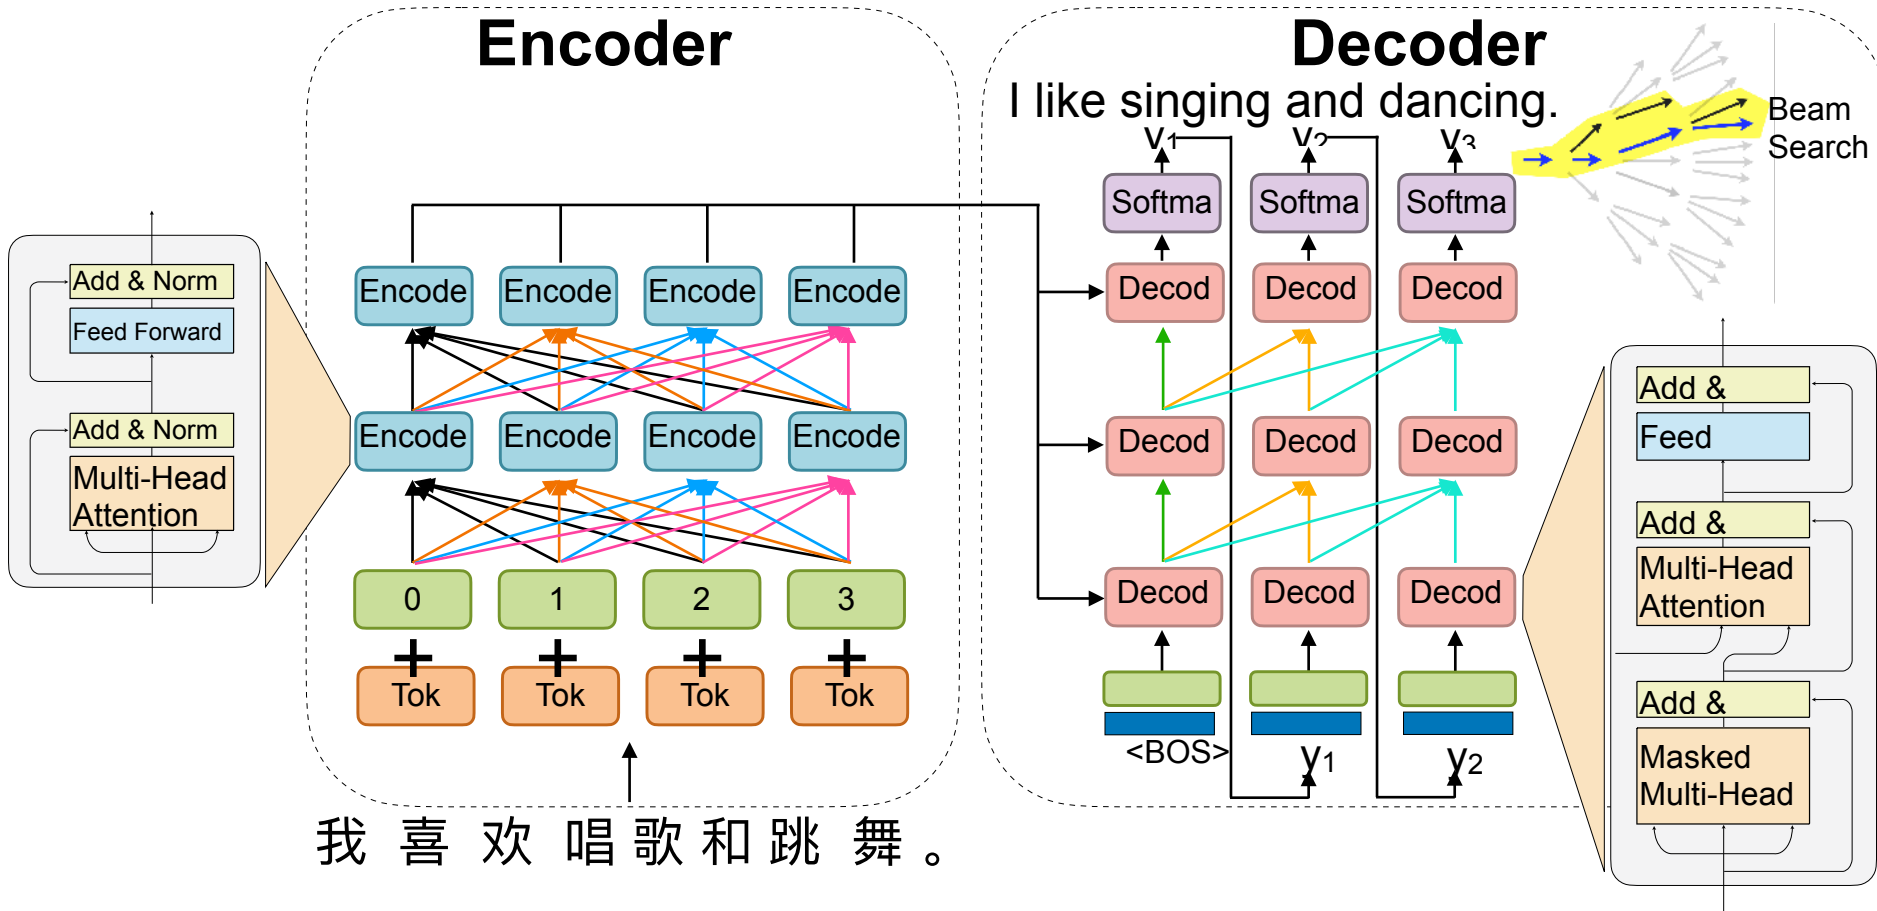 Encoder
Decoder
I like singing and dancing.
Beam
Search
y1
y2
y3
Softma
Softma
Softma
Add & Norm
Feed Forward
Add & Norm
Multi-Head
Attention
Encode
Encode
Encode
Encode
Encode
Encode
Encode
Encode
0
1
2
3
+
+
+
+
Tok
Tok
Tok
Tok
我喜欢唱歌和跳舞。
Decod
Decod
Decod
Decod
Decod
Decod
Decod
Decod
Decod
<BOS>
y1
y2
Add &
Feed
Add &
Multi-Head
Attention
Add &
Masked
Multi-Head